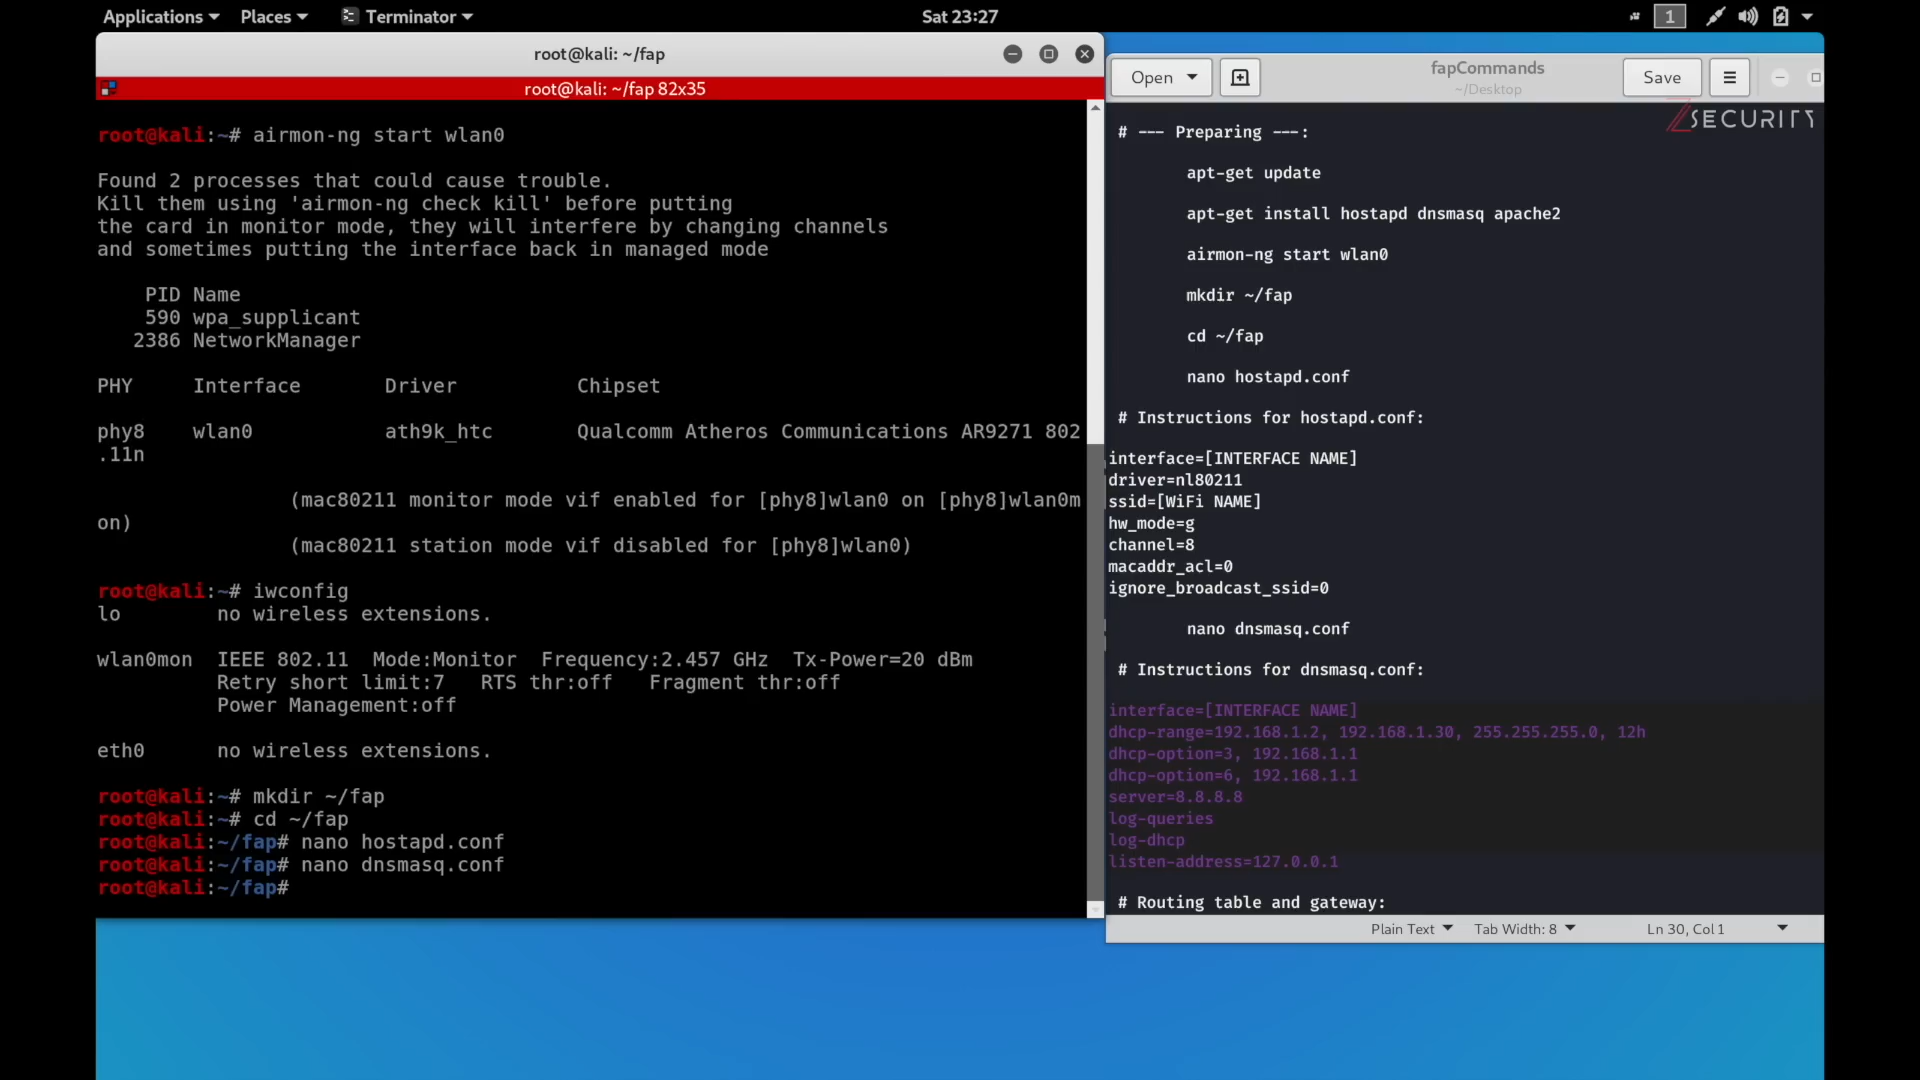 Applications Places Terminator Sat 23:27 1
root@kali: ~/fap
root@kali: ~/fap 82x35
root@kali:~# airmon-ng start wlan0
Found 2 processes that could cause trouble.
Kill them using 'airmon-ng check kill' before putting
the card in monitor mode, they will interfere by changing channels
and sometimes putting the interface back in managed mode
PID Name
590 wpa_supplicant
2386 NetworkManager
PHY Interface Driver Chipset
phy8 wlan0 ath9k_htc Qualcomm Atheros Communications AR9271 802
.11n
(mac80211 monitor mode vif enabled for [phy8]wlan0 on [phy8]wlan0m
on)
(mac80211 station mode vif disabled for [phy8]wlan0)
root@kali:~# iwconfig
lo no wireless extensions.
wlan0mon IEEE 802.11 Mode:Monitor Frequency:2.457 GHz Tx-Power=20 dBm
Retry short limit:7 RTS thr:off Fragment thr:off
Power Management:off
eth0 no wireless extensions.
root@kali:~# mkdir ~/fap
root@kali:~# cd ~/fap
root@kali:~/fap# nano hostapd.conf
root@kali:~/fap# nano dnsmasq.conf
root@kali:~/fap#
Open fapCommands Save
~/Desktop
ZSECURITY
# --- Preparing ---:
apt-get update
apt-get install hostapd dnsmasq apache2
airmon-ng start wlan0
mkdir ~/fap
cd ~/fap
nano hostapd.conf
# Instructions for hostapd.conf:
interface=[INTERFACE NAME]
driver=nl80211
ssid=[WiFi NAME]
hw_mode=g
channel=8
macaddr_acl=0
ignore_broadcast_ssid=0
nano dnsmasq.conf
# Instructions for dnsmasq.conf:
interface=[INTERFACE NAME]
dhcp-range=192.168.1.2, 192.168.1.30, 255.255.255.0, 12h
dhcp-option=3, 192.168.1.1
dhcp-option=6, 192.168.1.1
server=8.8.8.8
log-queries
log-dhcp
listen-address=127.0.0.1
# Routing table and gateway:
Plain Text Tab Width: 8 Ln 30, Col 1